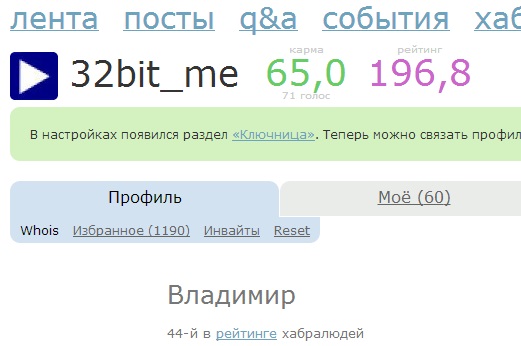 лента посты q&a события хаб
32bit_me
карма
65,0
71 голос
рейтинг
196,8
В настройках появился раздел «Ключница». Теперь можно связать профил
Профиль
Моё (60)
Whois Избранное (1190) Инвайты Reset
Владимир
44-й в рейтинге хабралюдей